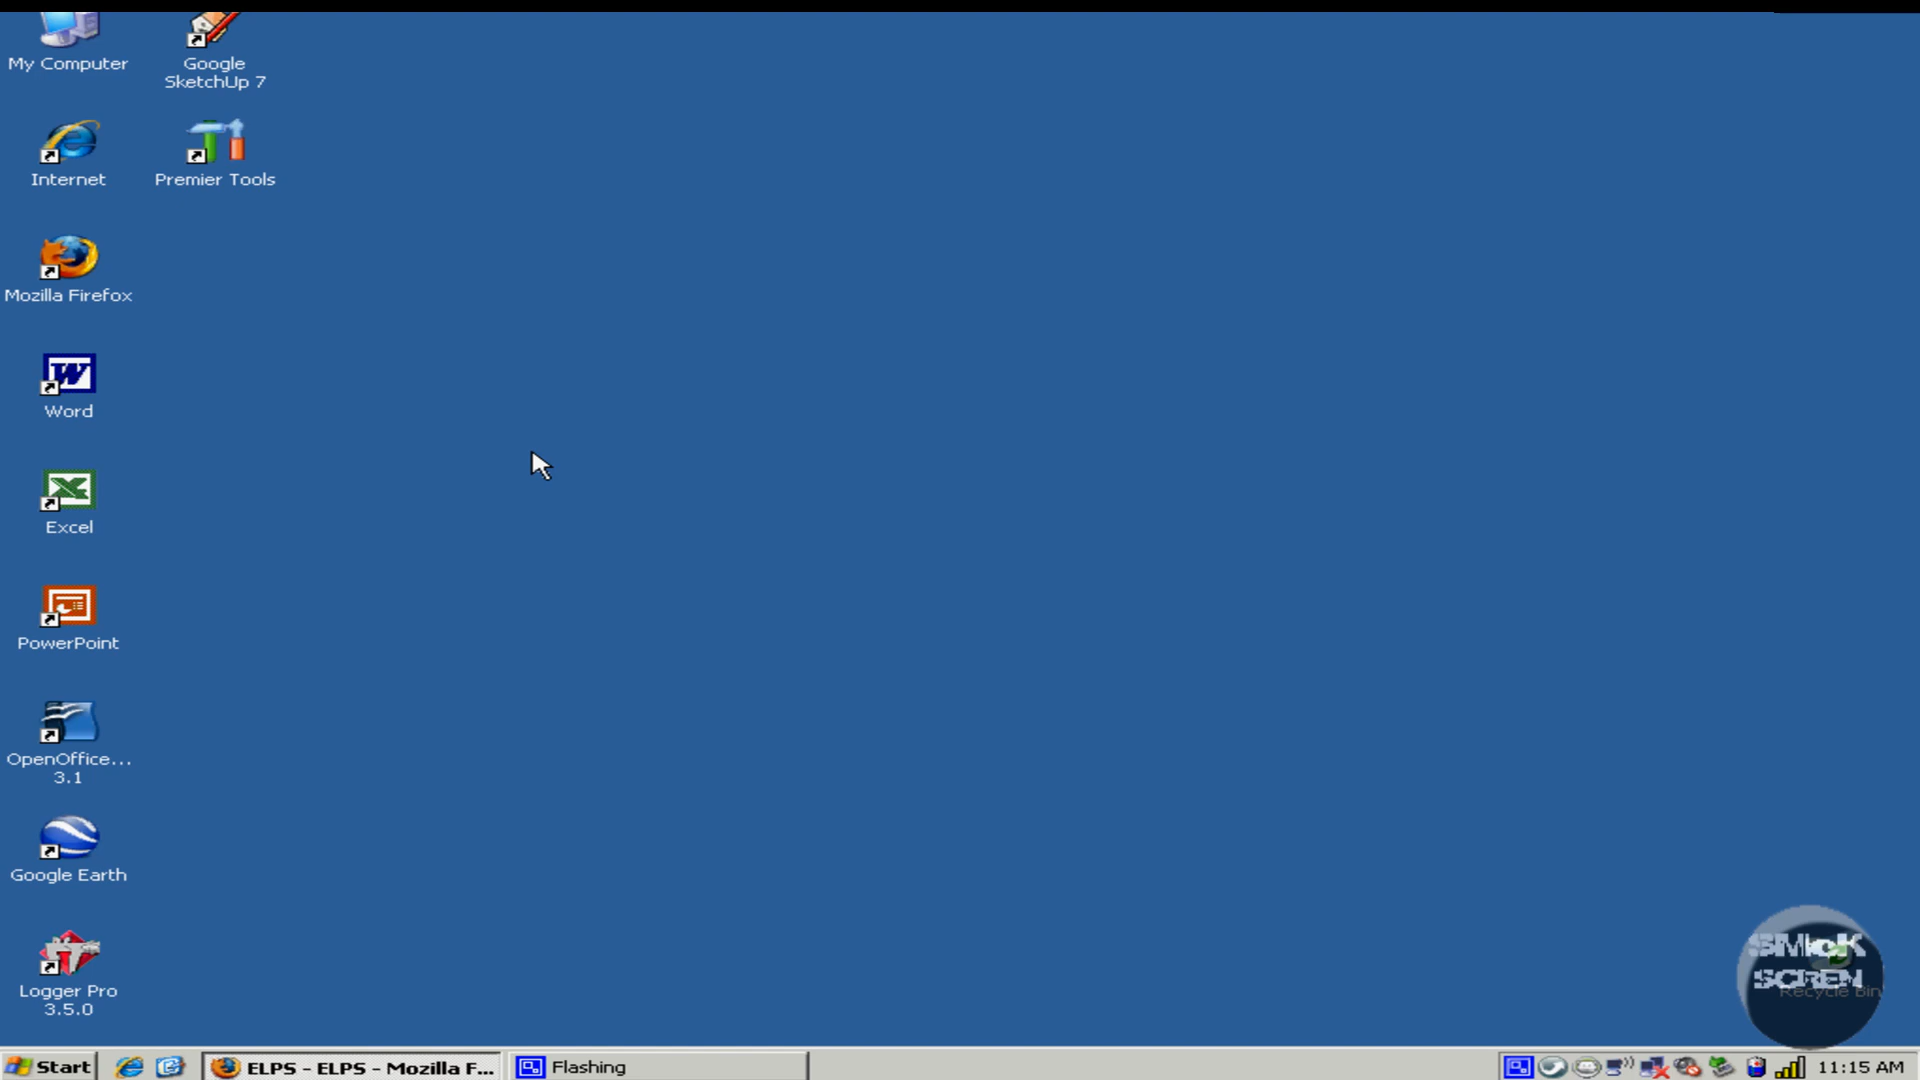 My Computer
Google
SketchUp 7
Internet
Premier Tools
Mozilla Firefox
Word
Excel
PowerPoint
OpenOffice...
3.1
Google Earth
Logger Pro
3.5.0
Recycle Bin
Start
ELPS - ELPS - Mozilla F...
Flashing
11:15 AM